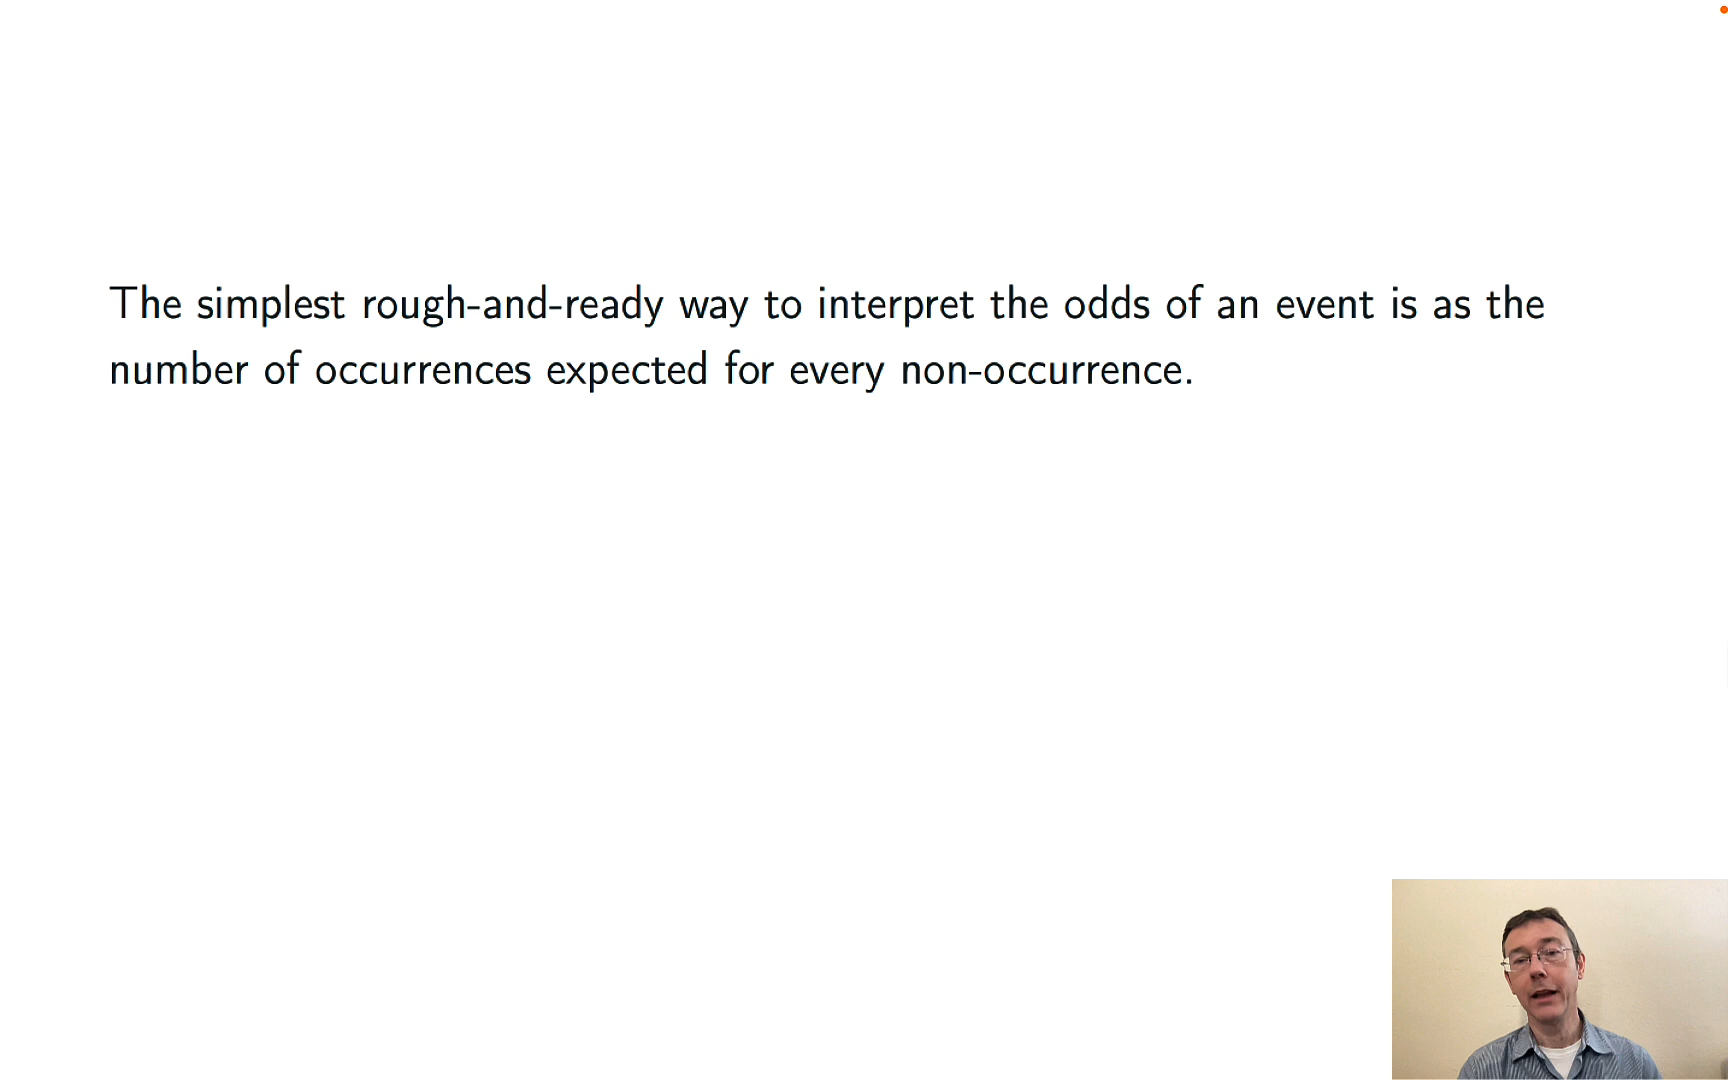 The simplest rough-and-ready way to interpret the odds of an event is as the
number of occurrences expected for every non-occurrence.